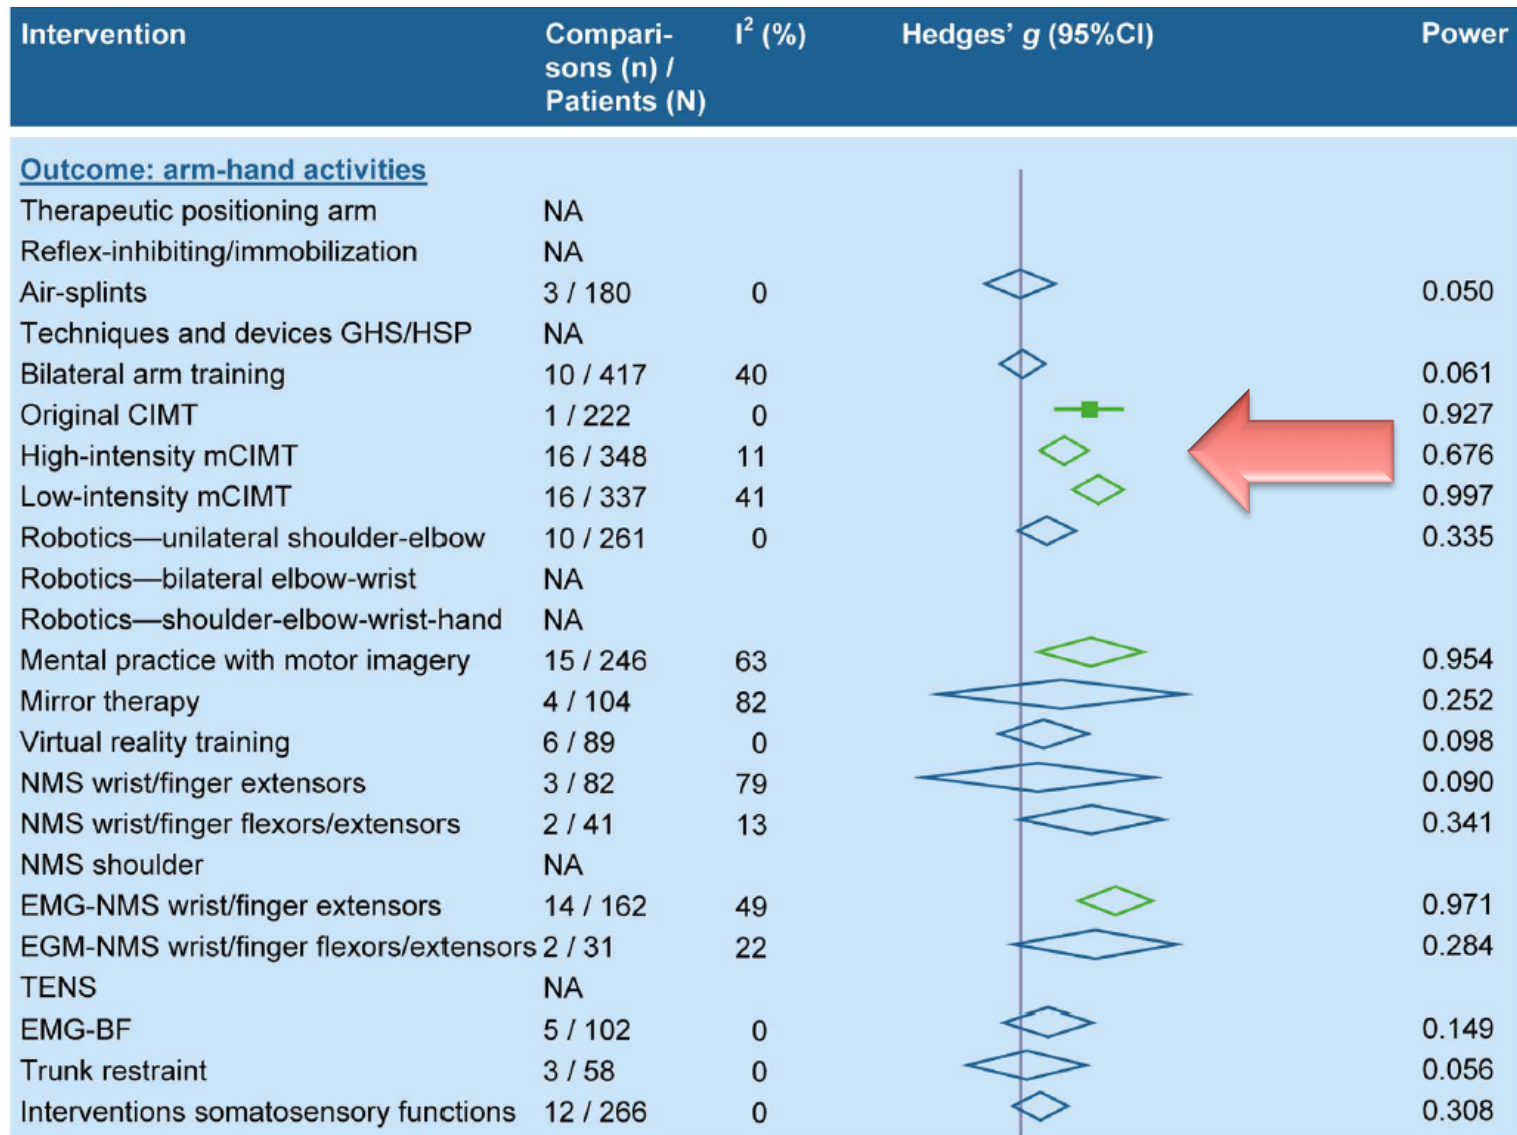 Intervention Compari- I² (%) Hedges’ g (95%CI) Power
sons (n) /
Patients (N)
Outcome: arm-hand activities
Therapeutic positioning arm NA
Reflex-inhibiting/immobilization NA
Air-splints 3 / 180 0 0.050
Techniques and devices GHS/HSP NA
Bilateral arm training 10 / 417 40 0.061
Original CIMT 1 / 222 0 0.927
High-intensity mCIMT 16 / 348 11 0.676
Low-intensity mCIMT 16 / 337 41 0.997
Robotics—unilateral shoulder-elbow 10 / 261 0 0.335
Robotics—bilateral elbow-wrist NA
Robotics—shoulder-elbow-wrist-hand NA
Mental practice with motor imagery 15 / 246 63 0.954
Mirror therapy 4 / 104 82 0.252
Virtual reality training 6 / 89 0 0.098
NMS wrist/finger extensors 3 / 82 79 0.090
NMS wrist/finger flexors/extensors 2 / 41 13 0.341
NMS shoulder NA
EMG-NMS wrist/finger extensors 14 / 162 49 0.971
EGM-NMS wrist/finger flexors/extensors 2 / 31 22 0.284
TENS NA
EMG-BF 5 / 102 0 0.149
Trunk restraint 3 / 58 0 0.056
Interventions somatosensory functions 12 / 266 0 0.308